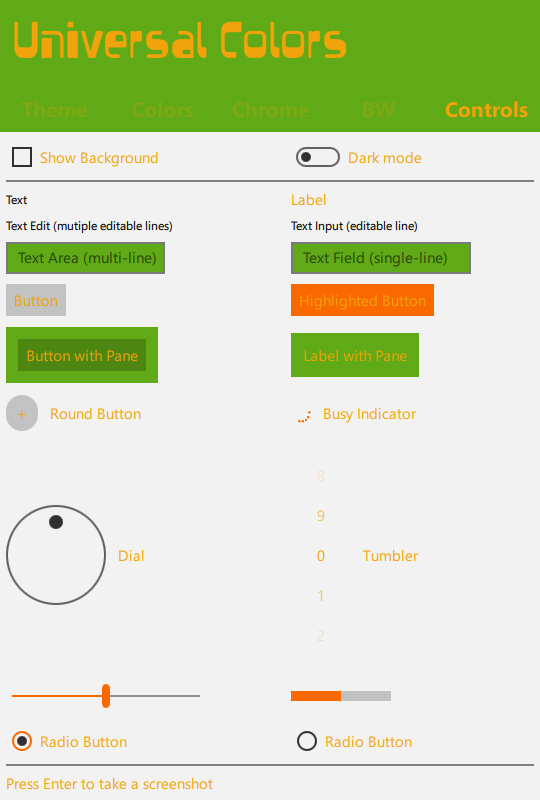 Universal Colors
Theme Colors Chrome BW Controls
Show Background Dark mode
Text Label
Text Edit (mutiple editable lines) Text Input (editable line)
Text Area (multi-line) Text Field (single-line)
Button Highlighted Button
Button with Pane Label with Pane
+ Round Button Busy Indicator
8
9
Dial 0 Tumbler
1
2
Radio Button Radio Button
Press Enter to take a screenshot